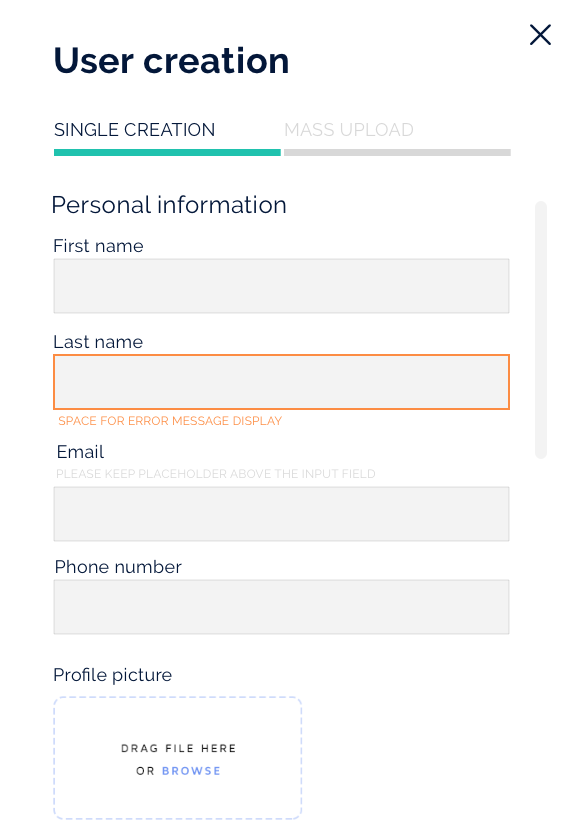 User creation
SINGLE CREATION
MASS UPLOAD
Personal information
First name
Last name
SPACE FOR ERROR MESSAGE DISPLAY
Email
PLEASE KEEP PLACEHOLDER ABOVE THE INPUT FIELD
Phone number
Profile picture
DRAG FILE HERE
OR BROWSE